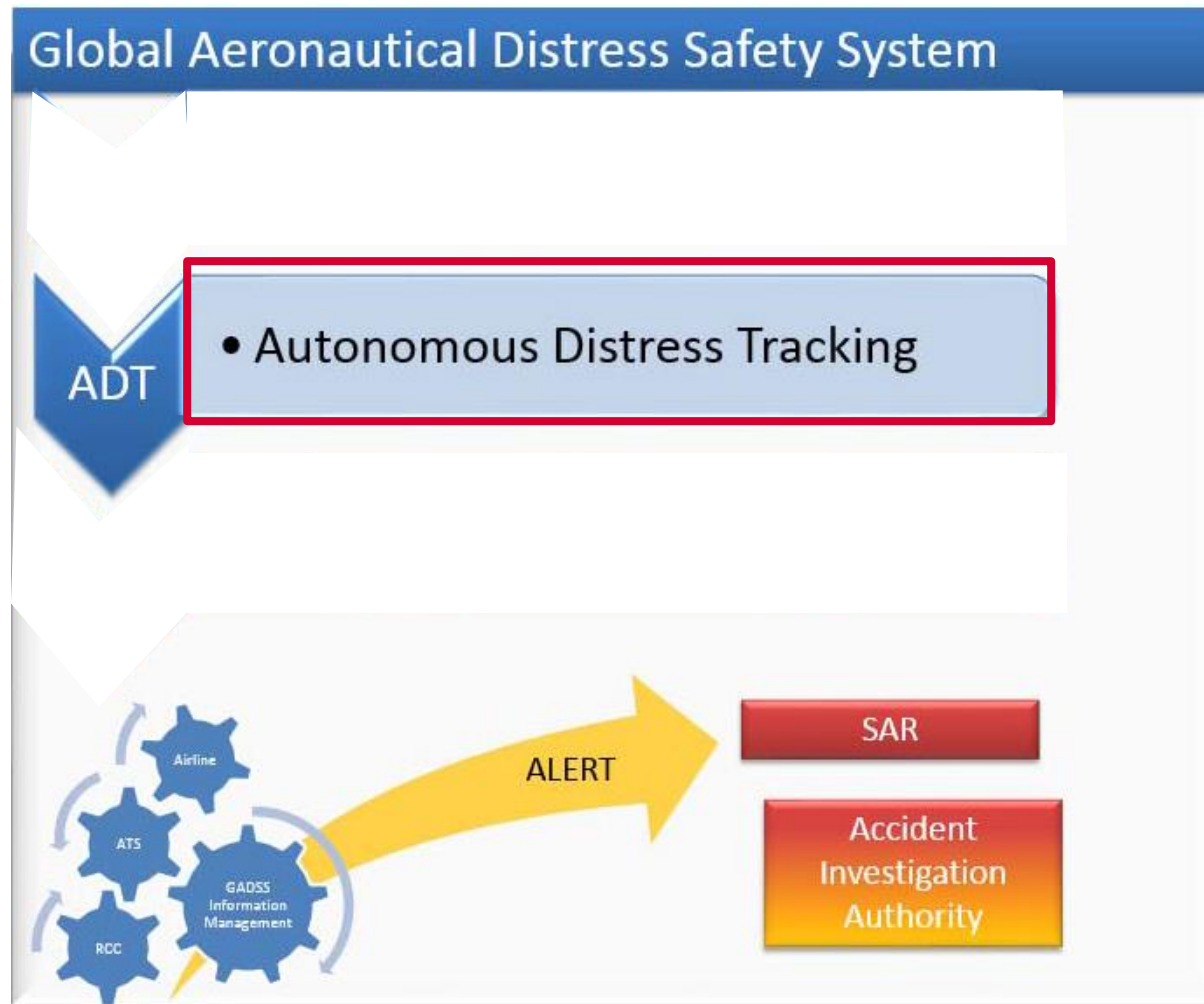 Global Aeronautical Distress Safety System
ADT
• Autonomous Distress Tracking
Airline
ATS
GADSS
Information
Management
RCC
ALERT
SAR
Accident
Investigation
Authority